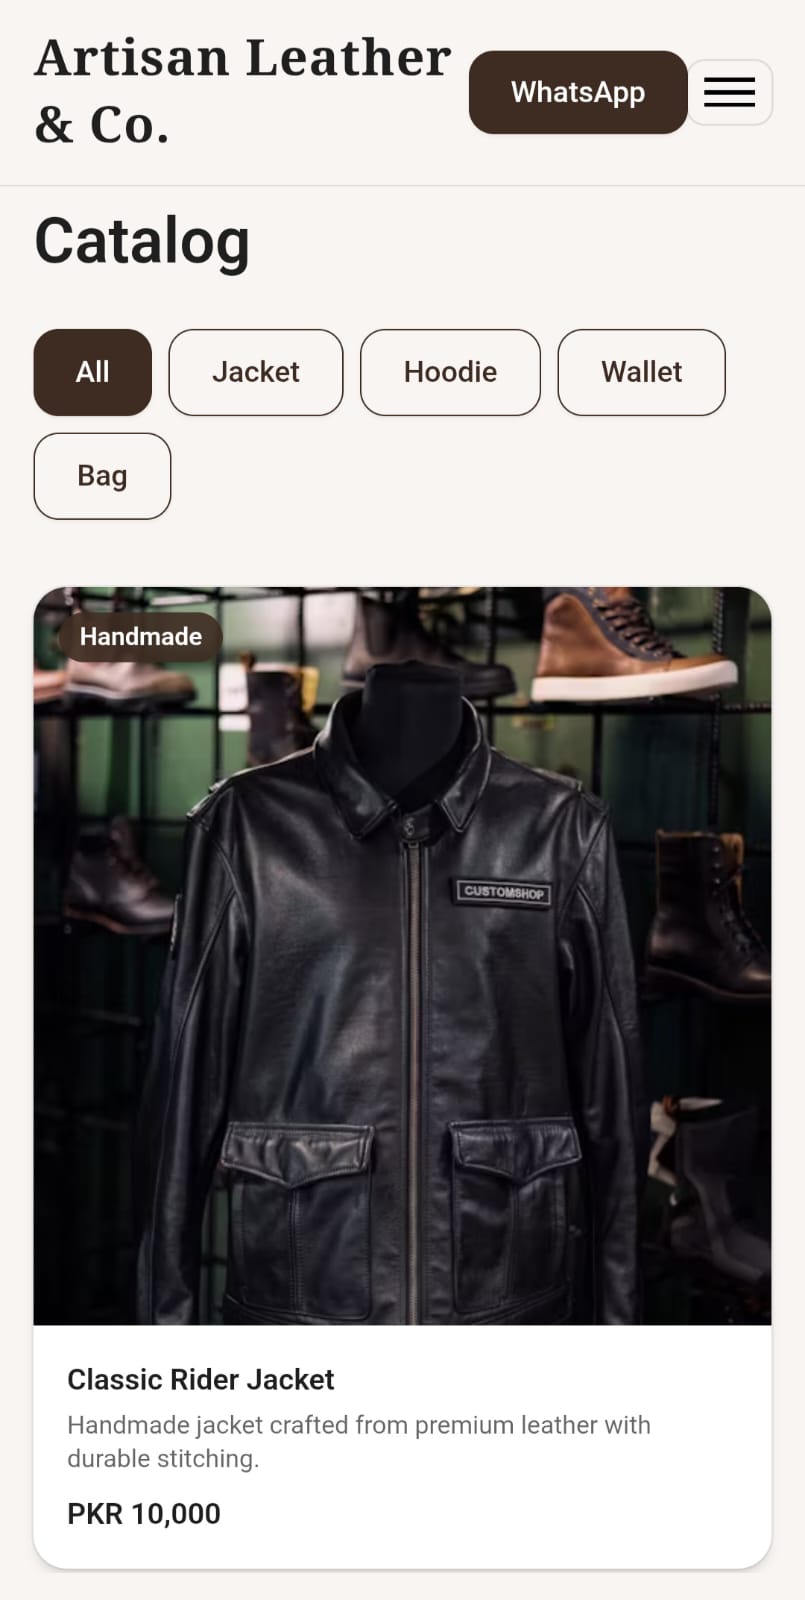 Artisan Leather
& Co.
WhatsApp
Catalog
All
Jacket
Hoodie
Wallet
Bag
Handmade
CUSTOMSHOP
Classic Rider Jacket
Handmade jacket crafted from premium leather with
durable stitching.
PKR 10,000